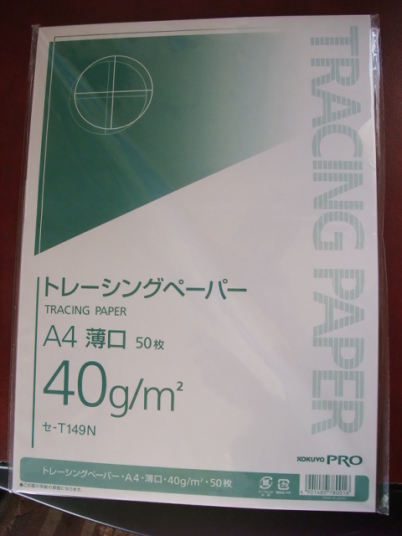 TRACING PAPER
トレーシングペーパー
TRACING PAPER
A4 薄口 50枚
40g/m²
セ-T149N
KOKUYO PRO
トレーシングペーパー・A4・薄口・40g/m²・50枚